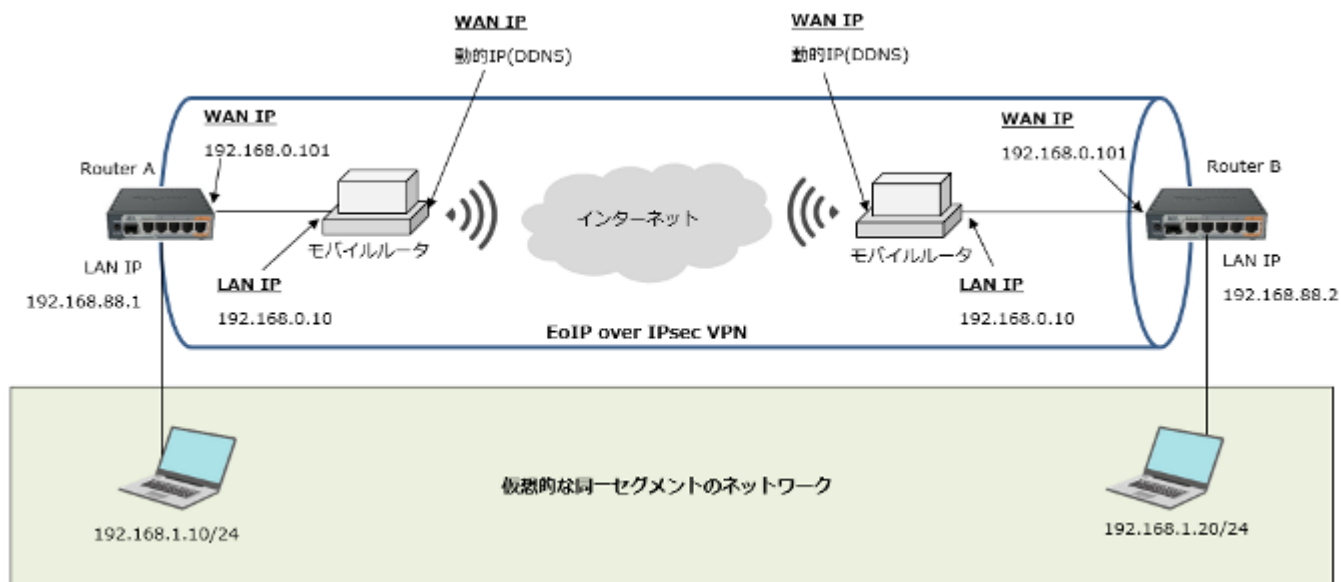 WAN IP
動的IP(DDNS)
WAN IP
動的IP(DDNS)
WAN IP
192.168.0.101
WAN IP
192.168.0.101
Router A
Router B
インターネット
モバイルルータ
モバイルルータ
LAN IP
192.168.88.1
LAN IP
192.168.0.10
LAN IP
192.168.0.10
LAN IP
192.168.88.2
EoIP over IPsec VPN
仮想的な同一セグメントのネットワーク
192.168.1.10/24
192.168.1.20/24